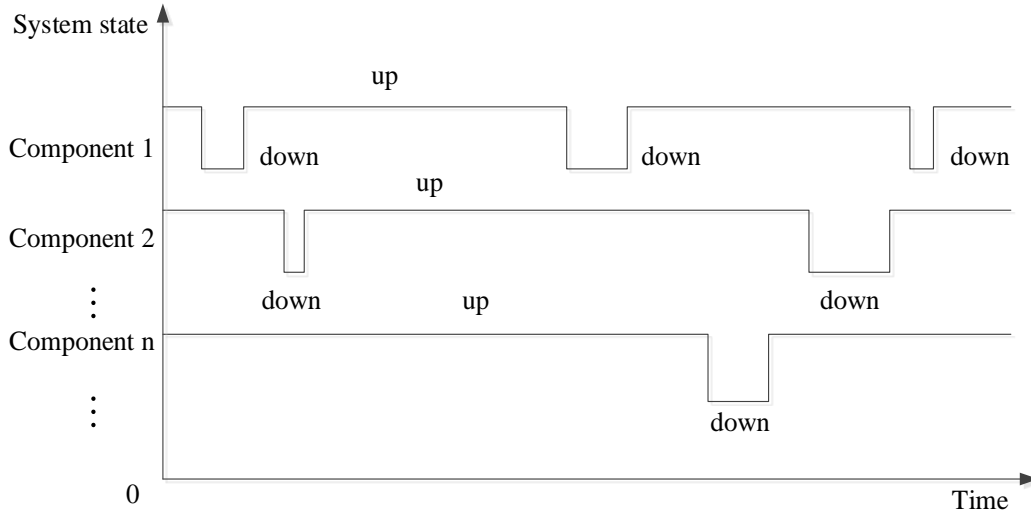 System state
up
Component 1
down
down
down
up
Component 2
down
up
down
Component n
down
0
Time